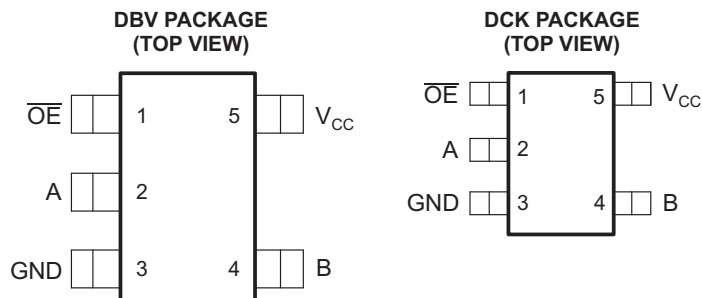 DBV PACKAGE
(TOP VIEW)
OE
1
5
VCC
A
2
GND
3
4
B
DCK PACKAGE
(TOP VIEW)
OE
1
5
VCC
A
2
GND
3
4
B